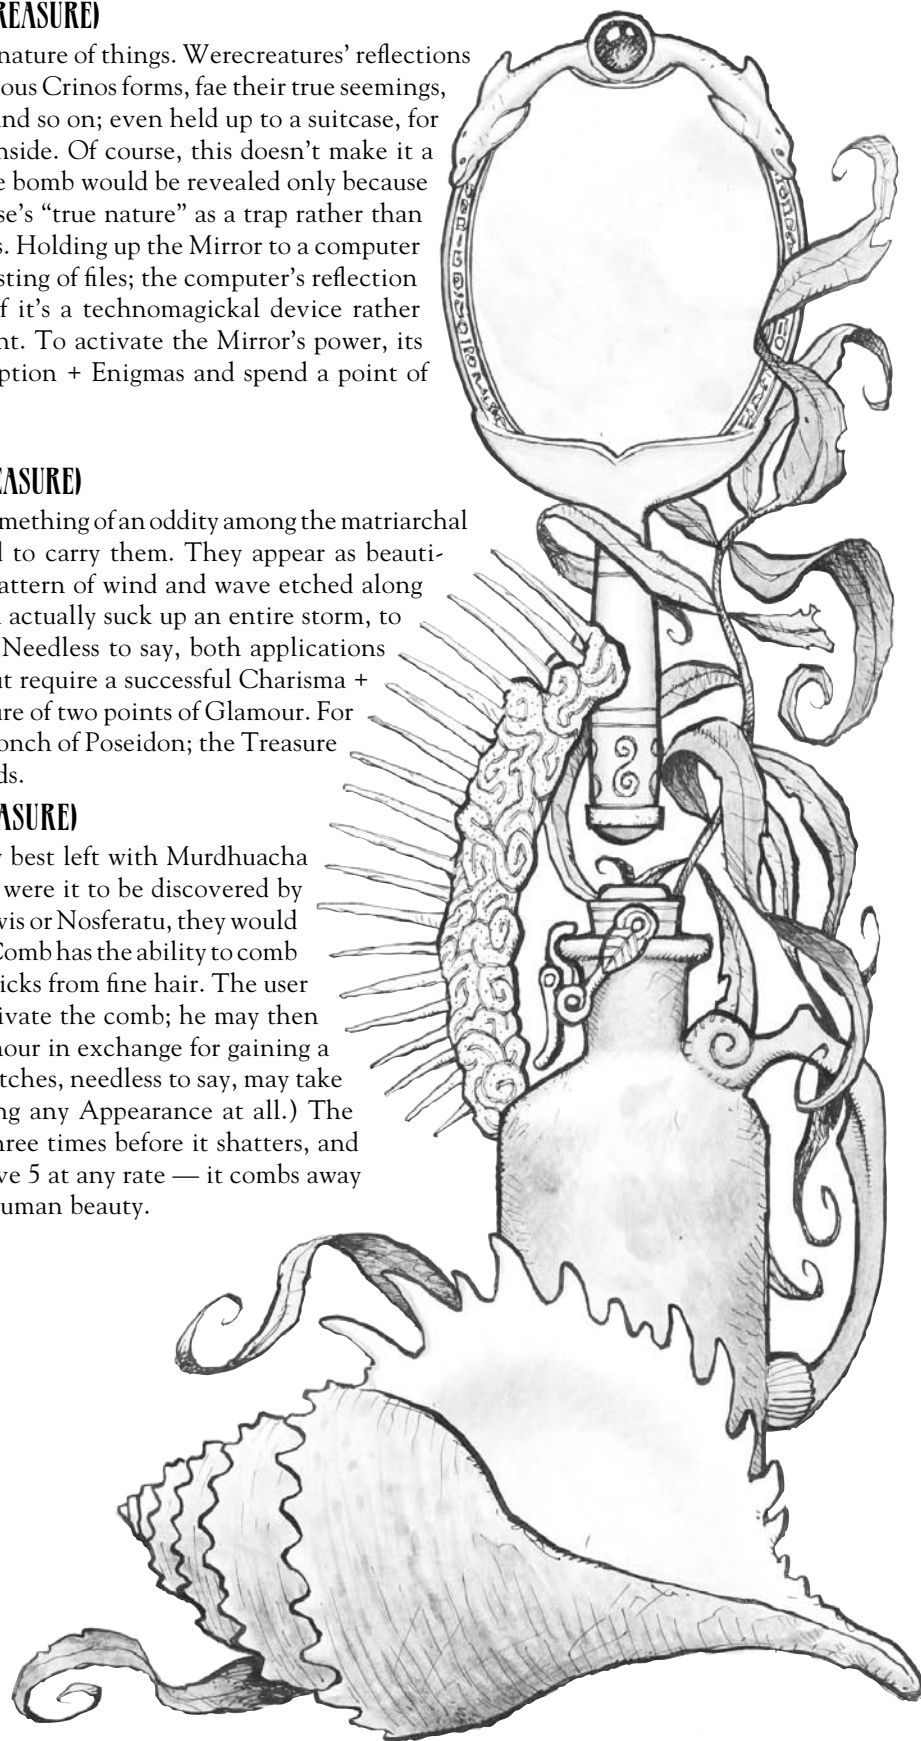 REASURE)
nature of things. Werecreatures’ reflections
ous Crinos forms, fae their true seemings,
nd so on; even held up to a suitcase, for
nside. Of course, this doesn’t make it a
e bomb would be revealed only because
se’s “true nature” as a trap rather than
s. Holding up the Mirror to a computer
sting of files; the computer’s reflection
f it’s a technomagickal device rather
nt. To activate the Mirror’s power, its
ption + Enigmas and spend a point of
EASURE)
mething of an oddity among the matriarchal
l to carry them. They appear as beauti-
attern of wind and wave etched along
actually suck up an entire storm, to
Needless to say, both applications
ut require a successful Charisma +
ure of two points of Glamour. For
onch of Poseidon; the Treasure
ds.
ASURE)
best left with Murdhuacha
were it to be discovered by
wis or Nosferatu, they would
Comb has the ability to comb
icks from fine hair. The user
ivate the comb; he may then
mour in exchange for gaining a
tches, needless to say, may take
ng any Appearance at all.) The
hree times before it shatters, and
ve 5 at any rate — it combs away
uman beauty.